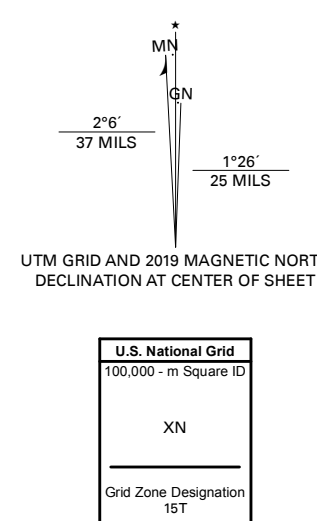 ★
MN
GN
2°6´
37 MILS
1°26´
25 MILS
UTM GRID AND 2019 MAGNETIC NORT
DECLINATION AT CENTER OF SHEET
U.S. National Grid
100,000 - m Square ID
XN
Grid Zone Designation
15T